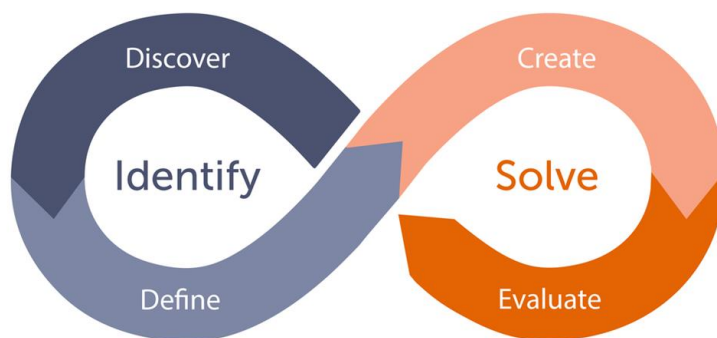 Discover
Identify
Define
Create
Solve
Evaluate